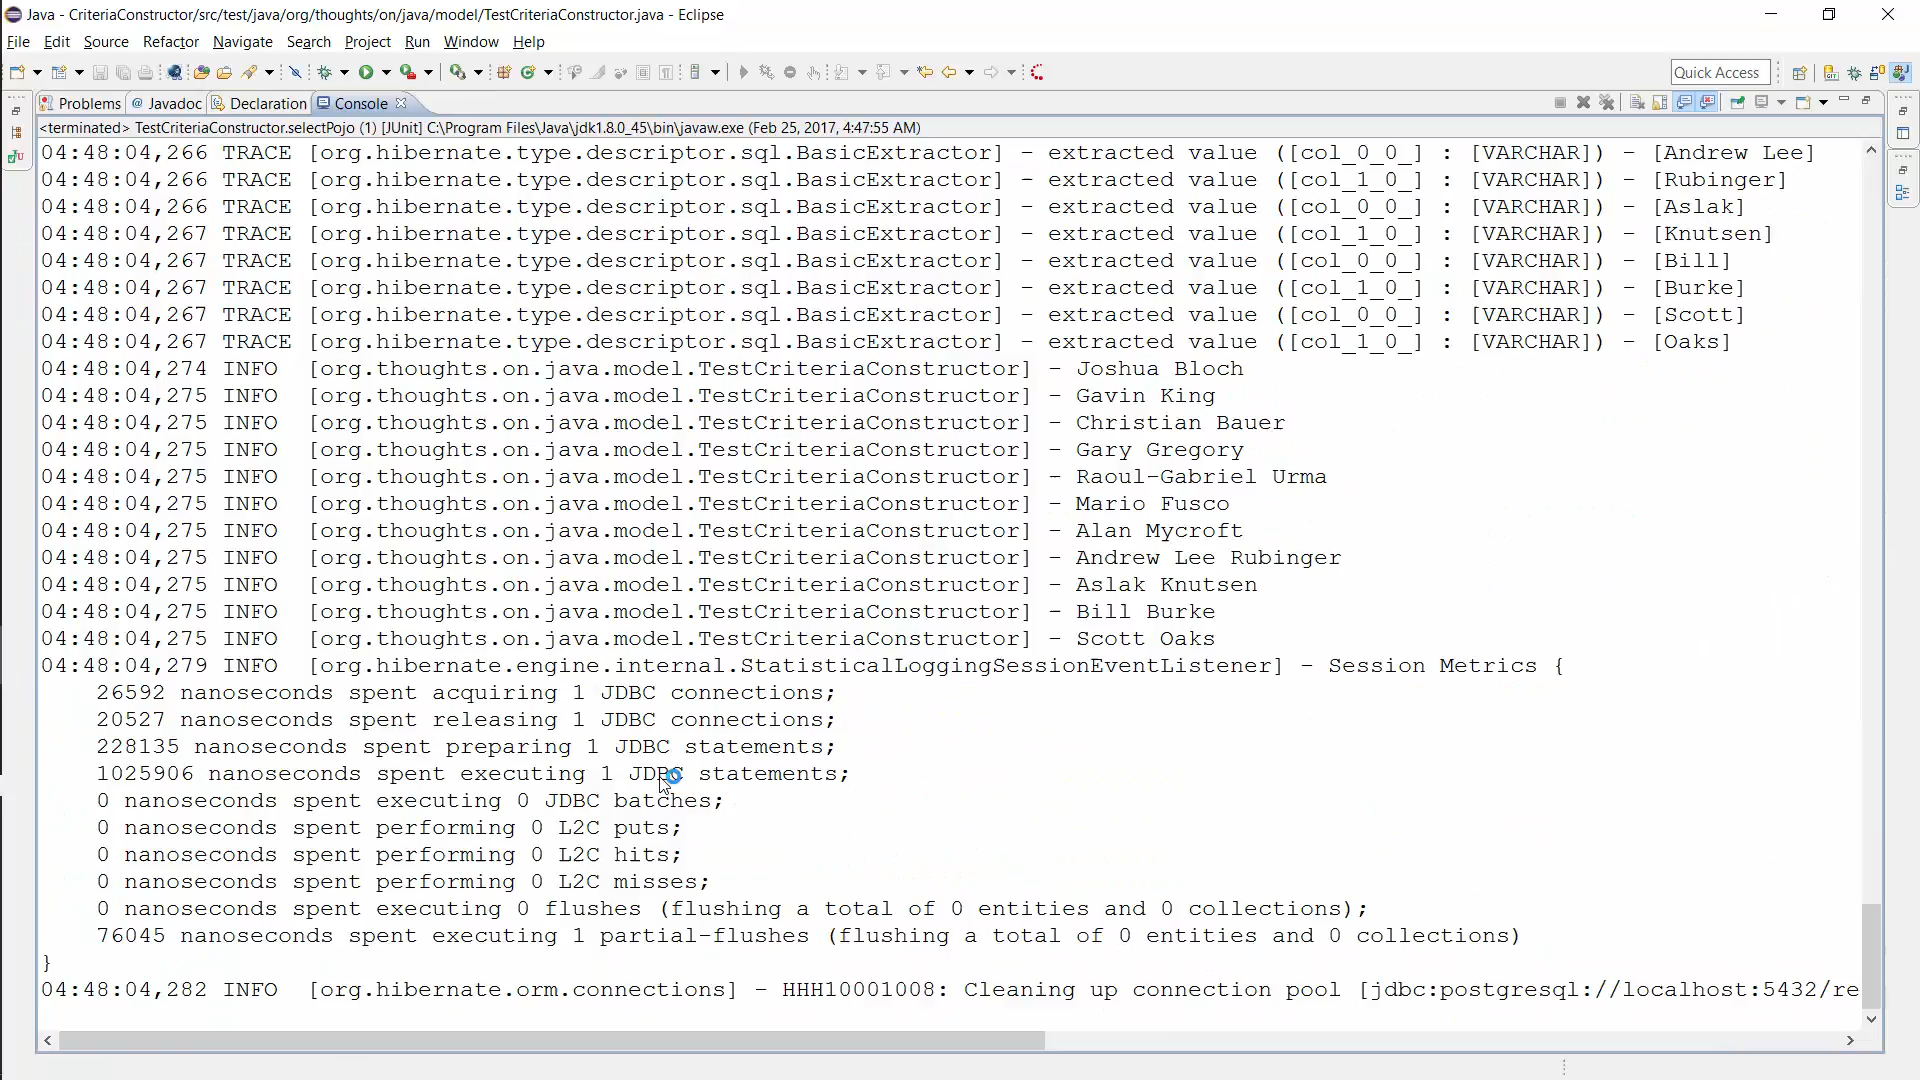 Java - CriteriaConstructor/src/test/java/org/thoughts/on/java/model/TestCriteriaConstructor.java - Eclipse
File Edit Source Refactor Navigate Search Project Run Window Help
Quick Access
Problems @ Javadoc Declaration Console
<terminated> TestCriteriaConstructor.selectPojo (1) [JUnit] C:\Program Files\Java\jdk1.8.0_45\bin\javaw.exe (Feb 25, 2017, 4:47:55 AM)
04:48:04,266 TRACE [org.hibernate.type.descriptor.sql.BasicExtractor] - extracted value ([col_0_0_] : [VARCHAR]) - [Andrew Lee]
04:48:04,266 TRACE [org.hibernate.type.descriptor.sql.BasicExtractor] - extracted value ([col_1_0_] : [VARCHAR]) - [Rubinger]
04:48:04,266 TRACE [org.hibernate.type.descriptor.sql.BasicExtractor] - extracted value ([col_0_0_] : [VARCHAR]) - [Aslak]
04:48:04,267 TRACE [org.hibernate.type.descriptor.sql.BasicExtractor] - extracted value ([col_1_0_] : [VARCHAR]) - [Knutsen]
04:48:04,267 TRACE [org.hibernate.type.descriptor.sql.BasicExtractor] - extracted value ([col_0_0_] : [VARCHAR]) - [Bill]
04:48:04,267 TRACE [org.hibernate.type.descriptor.sql.BasicExtractor] - extracted value ([col_1_0_] : [VARCHAR]) - [Burke]
04:48:04,267 TRACE [org.hibernate.type.descriptor.sql.BasicExtractor] - extracted value ([col_0_0_] : [VARCHAR]) - [Scott]
04:48:04,267 TRACE [org.hibernate.type.descriptor.sql.BasicExtractor] - extracted value ([col_1_0_] : [VARCHAR]) - [Oaks]
04:48:04,274 INFO [org.thoughts.on.java.model.TestCriteriaConstructor] - Joshua Bloch
04:48:04,275 INFO [org.thoughts.on.java.model.TestCriteriaConstructor] - Gavin King
04:48:04,275 INFO [org.thoughts.on.java.model.TestCriteriaConstructor] - Christian Bauer
04:48:04,275 INFO [org.thoughts.on.java.model.TestCriteriaConstructor] - Gary Gregory
04:48:04,275 INFO [org.thoughts.on.java.model.TestCriteriaConstructor] - Raoul-Gabriel Urma
04:48:04,275 INFO [org.thoughts.on.java.model.TestCriteriaConstructor] - Mario Fusco
04:48:04,275 INFO [org.thoughts.on.java.model.TestCriteriaConstructor] - Alan Mycroft
04:48:04,275 INFO [org.thoughts.on.java.model.TestCriteriaConstructor] - Andrew Lee Rubinger
04:48:04,275 INFO [org.thoughts.on.java.model.TestCriteriaConstructor] - Aslak Knutsen
04:48:04,275 INFO [org.thoughts.on.java.model.TestCriteriaConstructor] - Bill Burke
04:48:04,275 INFO [org.thoughts.on.java.model.TestCriteriaConstructor] - Scott Oaks
04:48:04,279 INFO [org.hibernate.engine.internal.StatisticalLoggingSessionEventListener] - Session Metrics {
26592 nanoseconds spent acquiring 1 JDBC connections;
20527 nanoseconds spent releasing 1 JDBC connections;
228135 nanoseconds spent preparing 1 JDBC statements;
1025906 nanoseconds spent executing 1 JDBC statements;
0 nanoseconds spent executing 0 JDBC batches;
0 nanoseconds spent performing 0 L2C puts;
0 nanoseconds spent performing 0 L2C hits;
0 nanoseconds spent performing 0 L2C misses;
0 nanoseconds spent executing 0 flushes (flushing a total of 0 entities and 0 collections);
76045 nanoseconds spent executing 1 partial-flushes (flushing a total of 0 entities and 0 collections)
}
04:48:04,282 INFO [org.hibernate.orm.connections] - HHH10001008: Cleaning up connection pool [jdbc:postgresql://localhost:5432/re